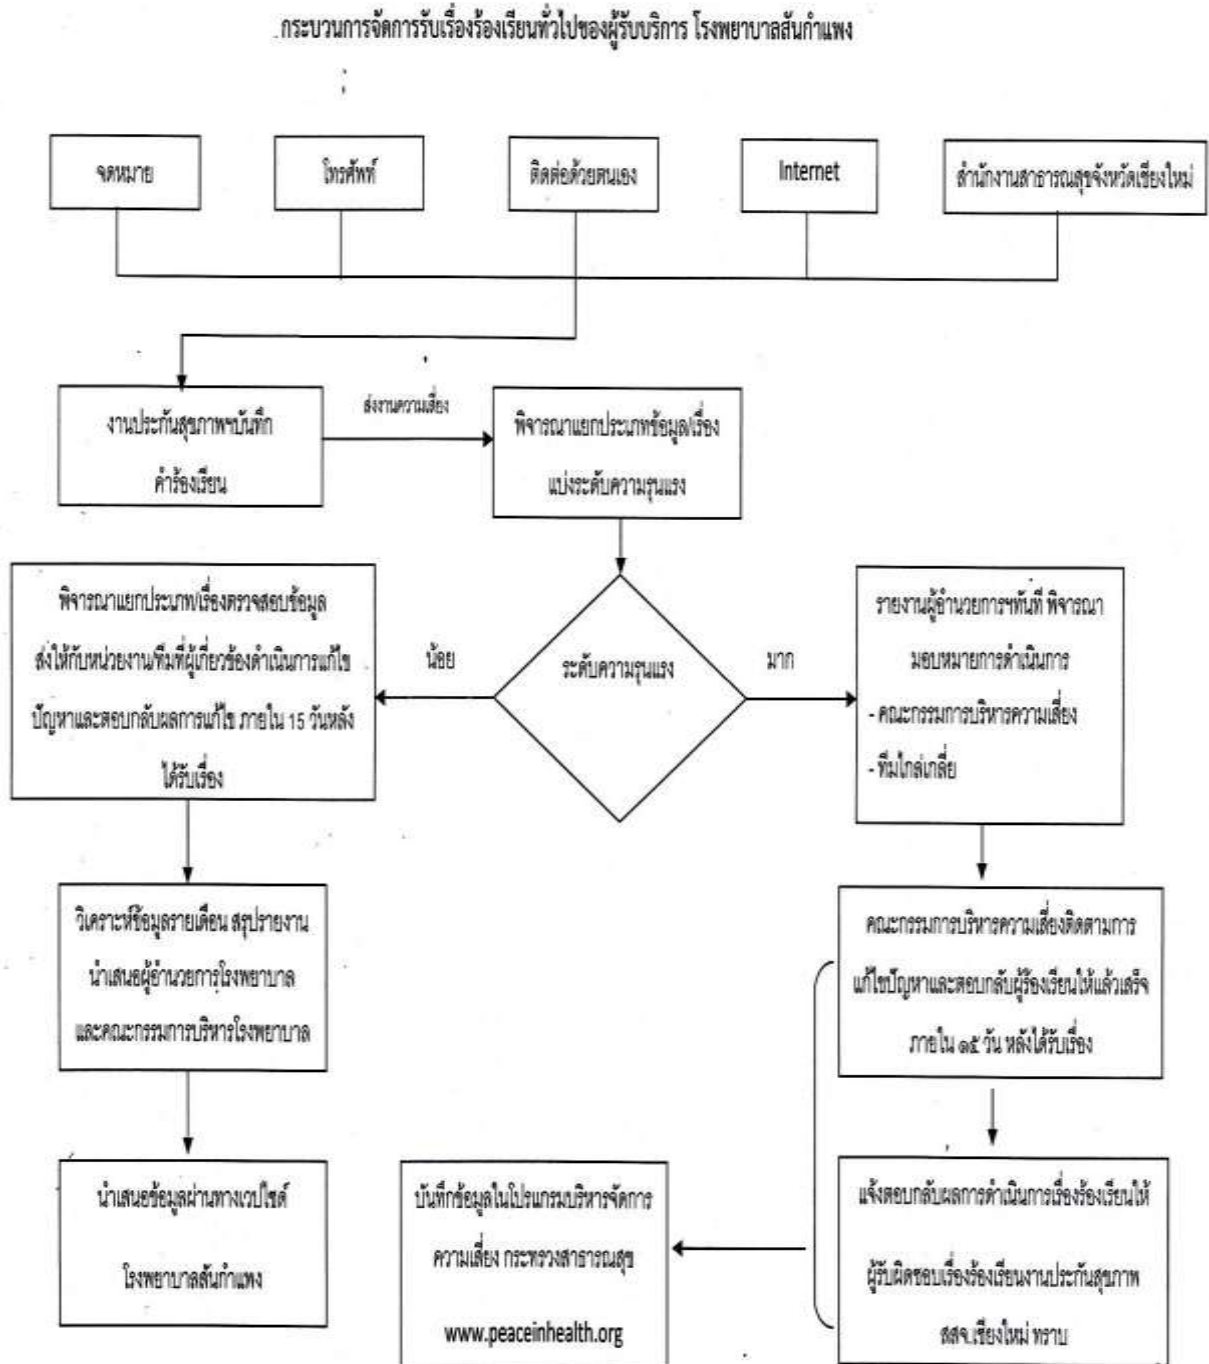 กระบวนการจัดการรับเรื่องร้องเรียนทั่วไปของผู้รับบริการ โรงพยาบาลสันกำแพง
จดหมาย
โทรศัพท์
ติดต่อด้วยตนเอง
Internet
สำนักงานสาธารณสุขจังหวัดเชียงใหม่
งานประกันสุขภาพฯบันทึก
คำร้องเรียน
ส่งงานความเสี่ยง
พิจารณาแยกประเภทข้อมูล/เรื่อง
แบ่งระดับความรุนแรง
พิจารณาแยกประเภท/เรื่องตรวจสอบข้อมูล
ส่งให้กับหน่วยงาน/ทีมที่ผู้เกี่ยวข้องดำเนินการแก้ไข
ปัญหาและตอบกลับผลการแก้ไข ภายใน 15 วันหลัง
ได้รับเรื่อง
น้อย
ระดับความรุนแรง
มาก
รายงานผู้อำนวยการฯทันที พิจารณา
มอบหมายการดำเนินการ
- คณะกรรมการบริหารความเสี่ยง
- ทีมไกล่เกลี่ย
วิเคราะห์ข้อมูลรายเดือน สรุปรายงาน
นำเสนอผู้อำนวยการโรงพยาบาล
และคณะกรรมการบริหารโรงพยาบาล
คณะกรรมการบริหารความเสี่ยงติดตามการ
แก้ไขปัญหาและตอบกลับผู้ร้องเรียนให้แล้วเสร็จ
ภายใน ๑๕ วัน หลังได้รับเรื่อง
นำเสนอข้อมูลผ่านทางเวปไซด์
โรงพยาบาลสันกำแพง
บันทึกข้อมูลในโปรแกรมบริหารจัดการ
ความเสี่ยง กระทรวงสาธารณสุข
www.peaceinhealth.org
แจ้งตอบกลับผลการดำเนินการเรื่องร้องเรียนให้
ผู้รับผิดชอบเรื่องร้องเรียนงานประกันสุขภาพ
สสจ.เชียงใหม่ ทราบ